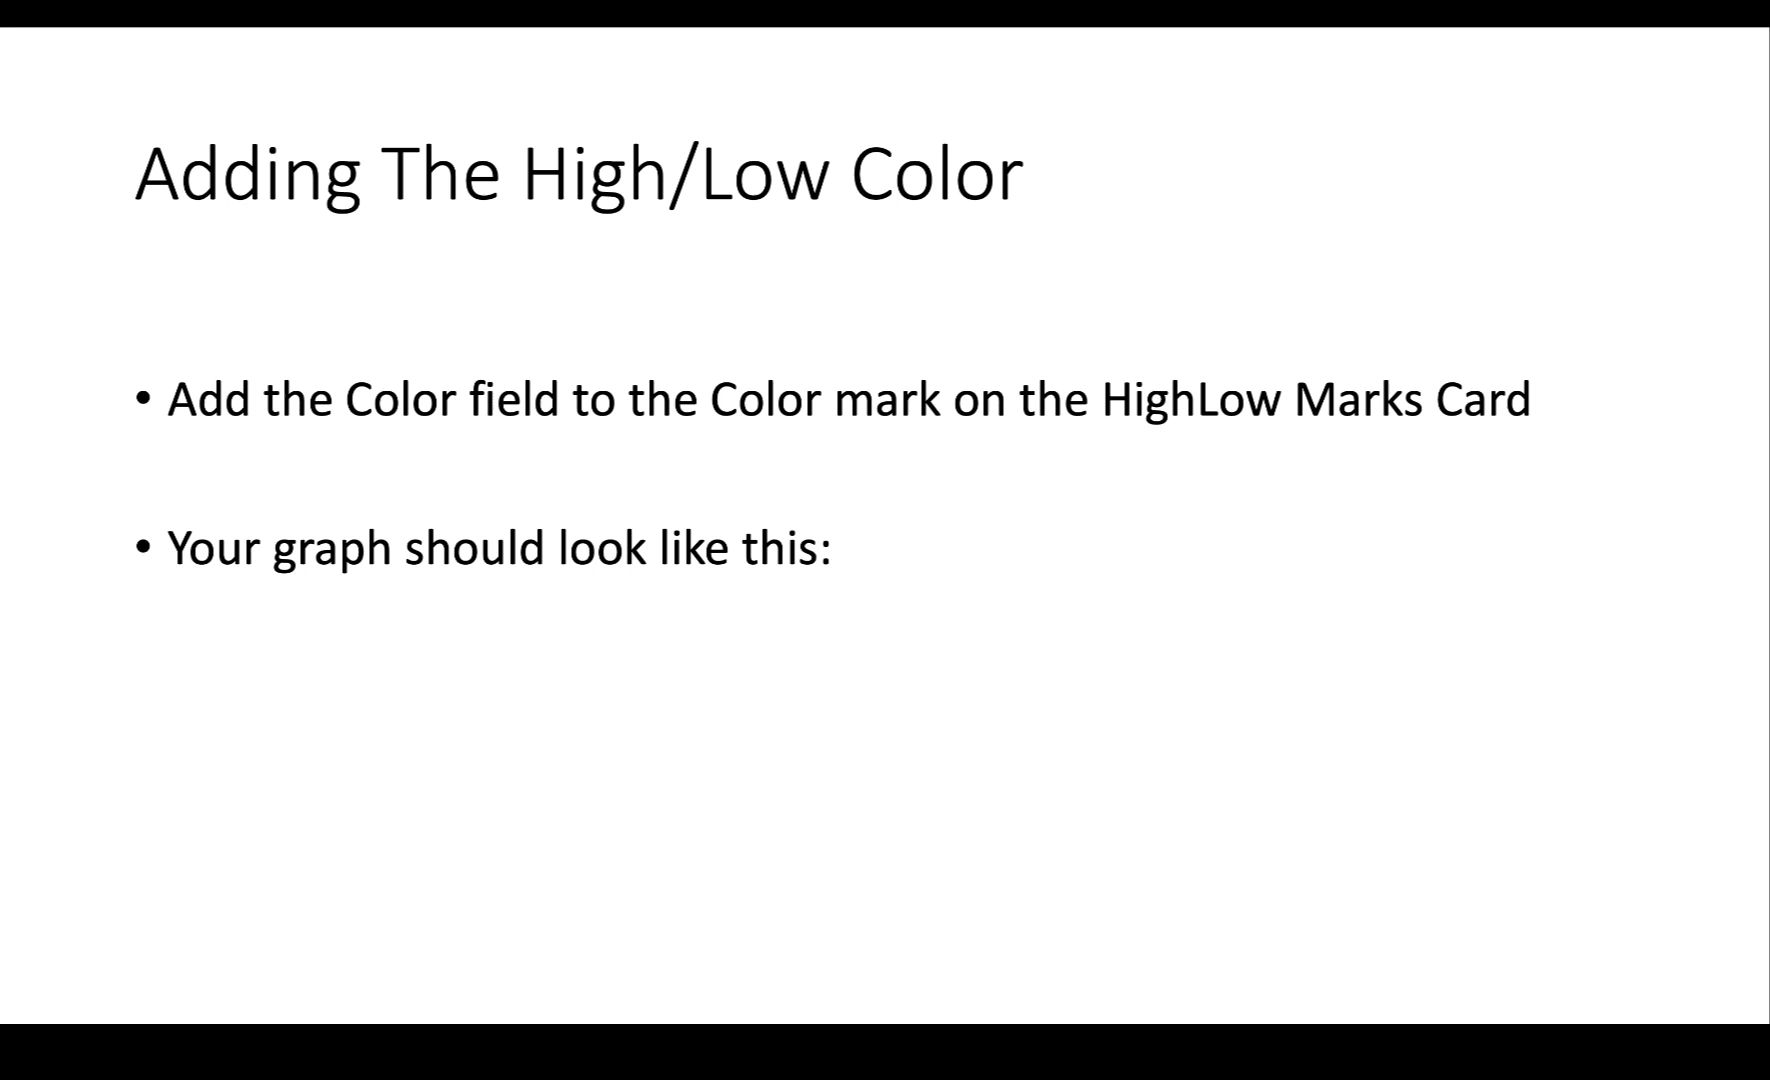 Adding The High/Low Color
• Add the Color field to the Color mark on the HighLow Marks Card
• Your graph should look like this: